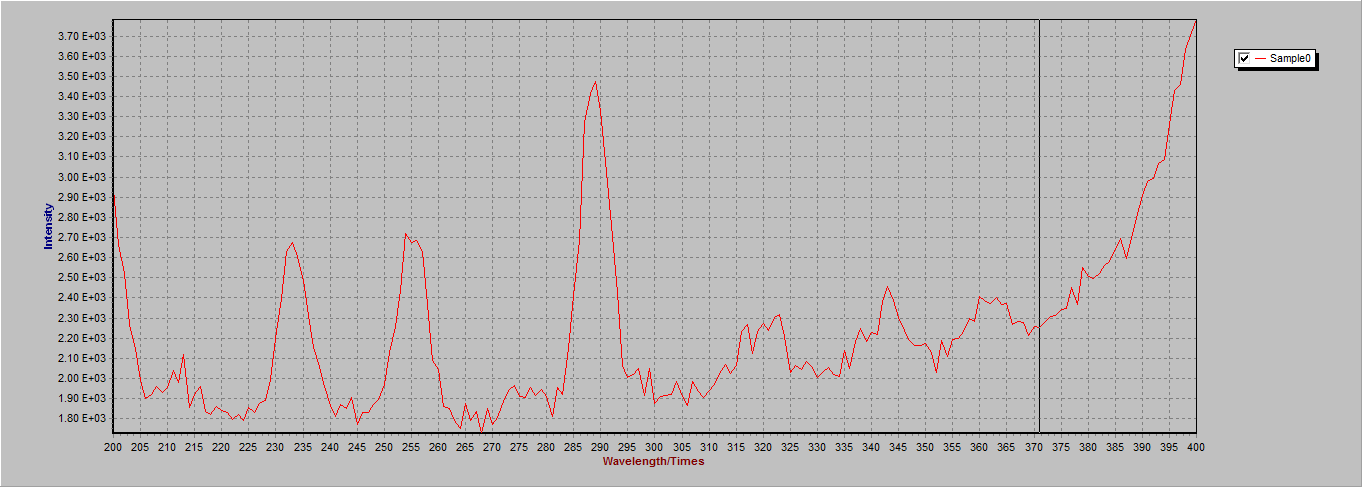 3.70 E+03
3.60 E+03
3.50 E+03
3.40 E+03
3.30 E+03
3.20 E+03
3.10 E+03
3.00 E+03
2.90 E+03
2.80 E+03
2.70 E+03
2.60 E+03
2.50 E+03
2.40 E+03
2.30 E+03
2.20 E+03
2.10 E+03
2.00 E+03
1.90 E+03
1.80 E+03
Intensity
Sample0
200 205 210 215 220 225 230 235 240 245 250 255 260 265 270 275 280 285 289 295 300 305 310 315 320 325 330 335 340 345 350 355 360 365 370 375 380 385 390 395 400
Wavelength/Times